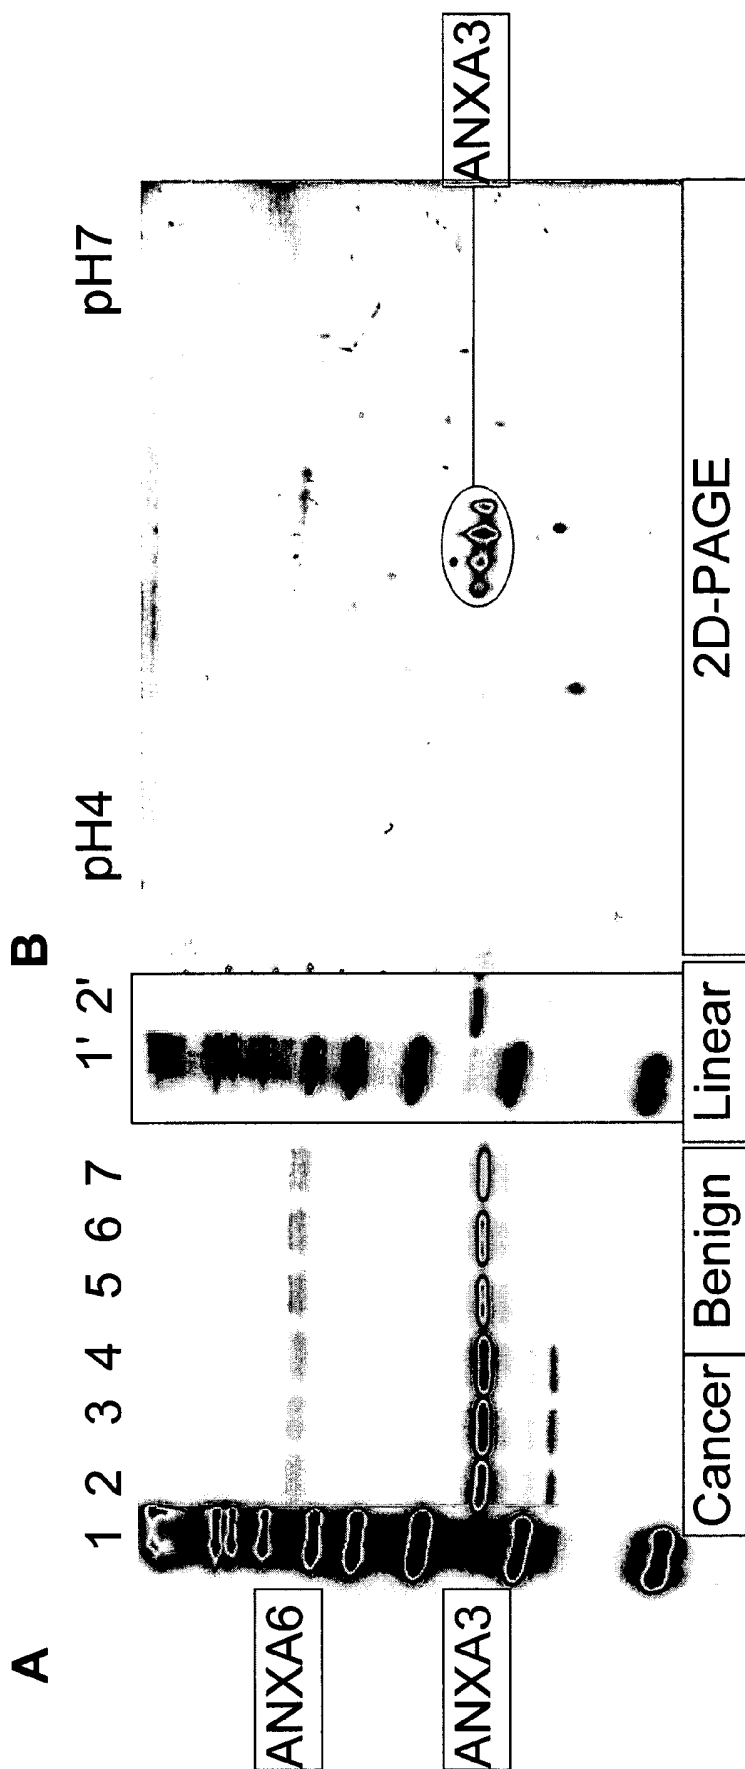 A
1 2 3 4 5 6 7
ANXA6
ANXA3
Cancer Benign
B
1' 2'
pH4 pH7
ANXA3
Linear 2D-PAGE